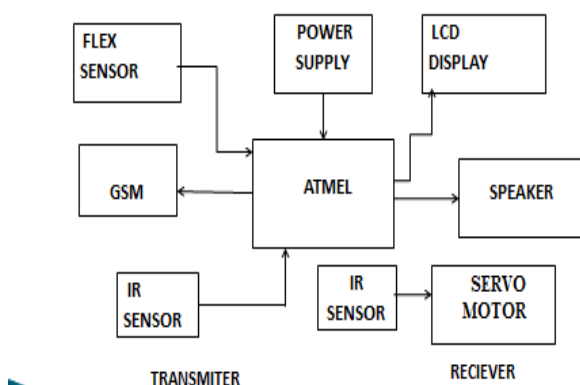 FLEX
SENSOR
POWER
SUPPLY
LCD
DISPLAY
GSM
ATMEL
SPEAKER
IR
SENSOR
IR
SENSOR
SERVO
MOTOR
TRANSMITER
RECIEVER